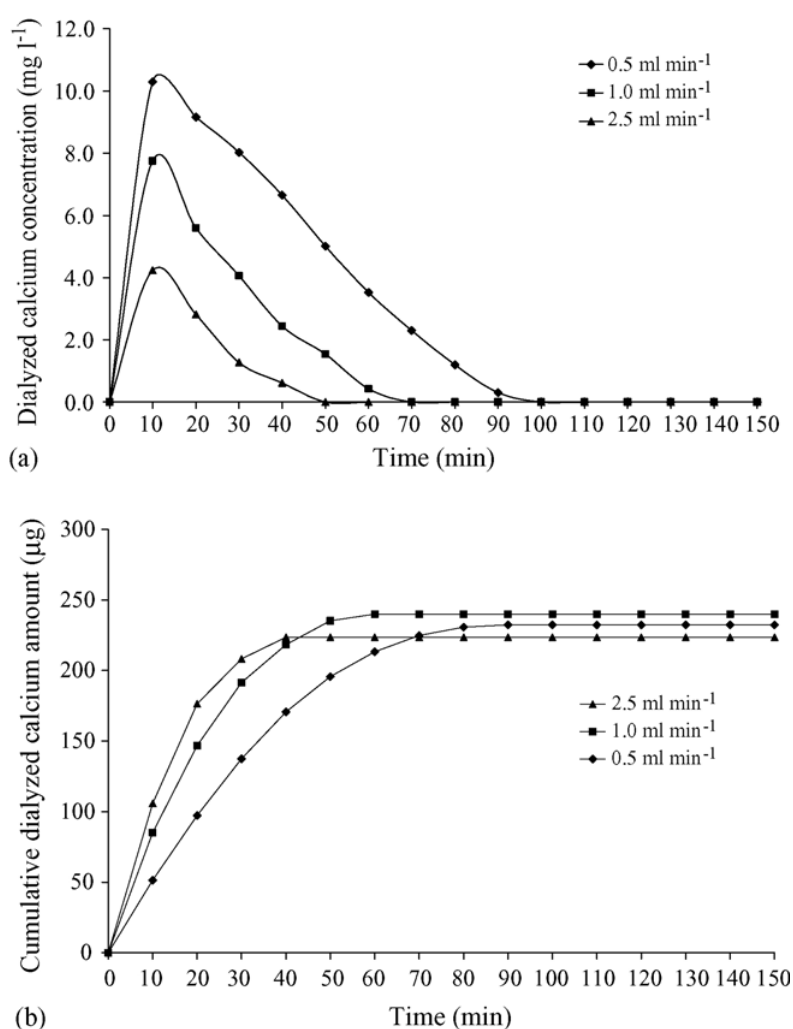 Dialyzed calcium concentration (mg l⁻¹)
12.0
10.0
8.0
6.0
4.0
2.0
0.0
0.5 ml min⁻¹
1.0 ml min⁻¹
2.5 ml min⁻¹
0 10 20 30 40 50 60 70 80 90 100 110 120 130 140 150
(a) Time (min)
Cumulative dialyzed calcium amount (μg)
300
250
200
150
100
50
0
2.5 ml min⁻¹
1.0 ml min⁻¹
0.5 ml min⁻¹
0 10 20 30 40 50 60 70 80 90 100 110 120 130 140 150
(b) Time (min)